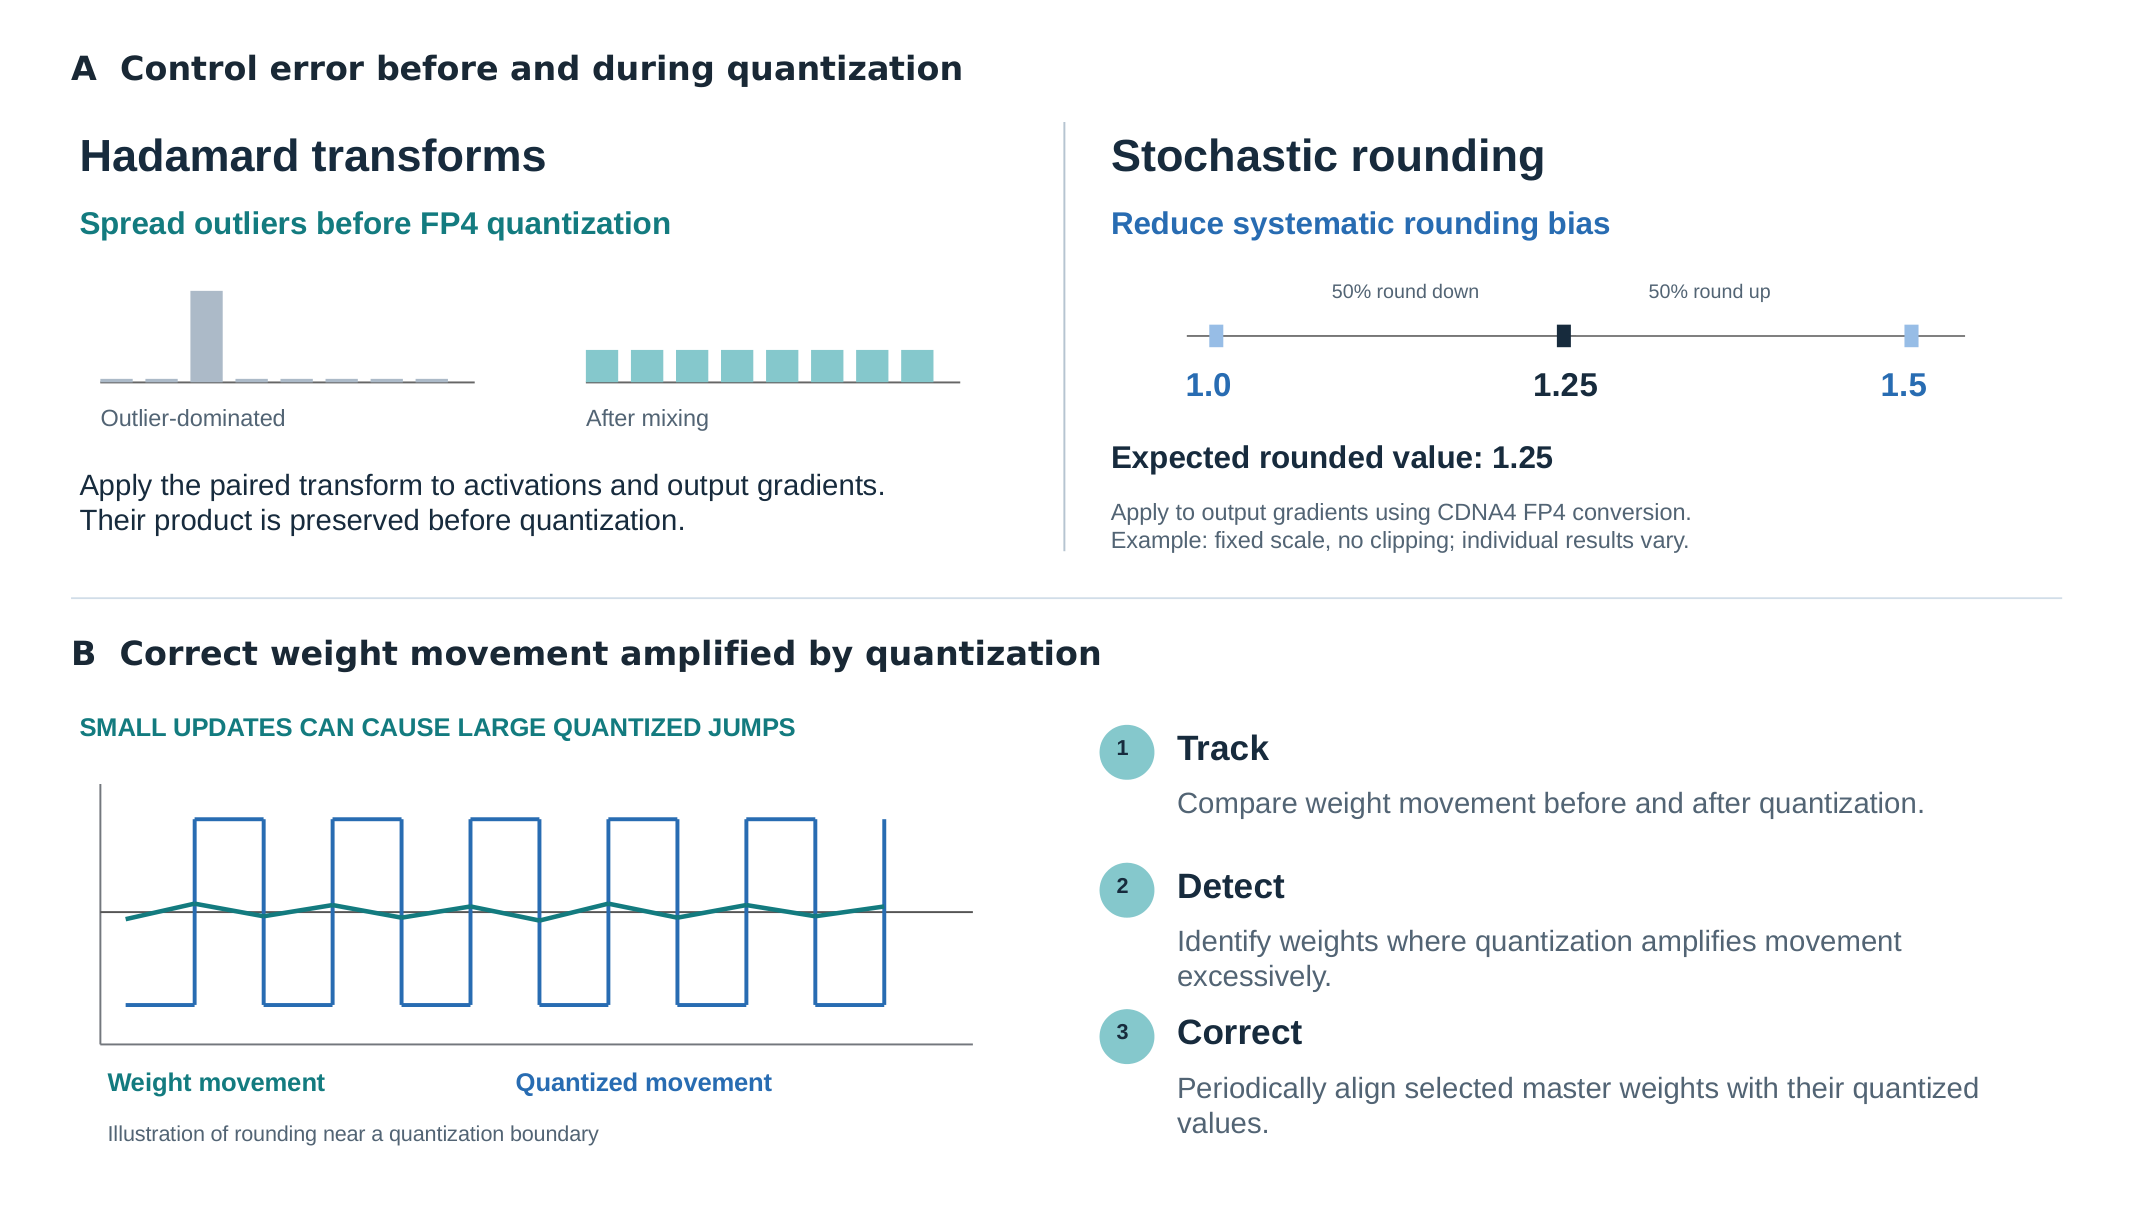 A Control error before and during quantization
Hadamard transforms
Spread outliers before FP4 quantization
Outlier-dominated
After mixing
Apply the paired transform to activations and output gradients.
Their product is preserved before quantization.
Stochastic rounding
Reduce systematic rounding bias
50% round down
50% round up
1.0
1.25
1.5
Expected rounded value: 1.25
Apply to output gradients using CDNA4 FP4 conversion.
Example: fixed scale, no clipping; individual results vary.
B Correct weight movement amplified by quantization
SMALL UPDATES CAN CAUSE LARGE QUANTIZED JUMPS
Weight movement
Quantized movement
Illustration of rounding near a quantization boundary
1 Track
Compare weight movement before and after quantization.
2 Detect
Identify weights where quantization amplifies movement
excessively.
3 Correct
Periodically align selected master weights with their quantized
values.